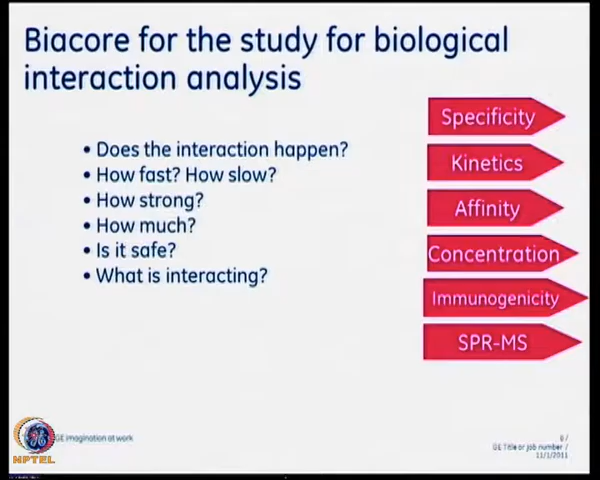 Biacore for the study for biological
interaction analysis
• Does the interaction happen?
• How fast? How slow?
• How strong?
• How much?
• Is it safe?
• What is interacting?
Specificity
Kinetics
Affinity
Concentration
Immunogenicity
SPR-MS
GE imagination at work
NPTEL
GE Title or job number /
11/1/2011